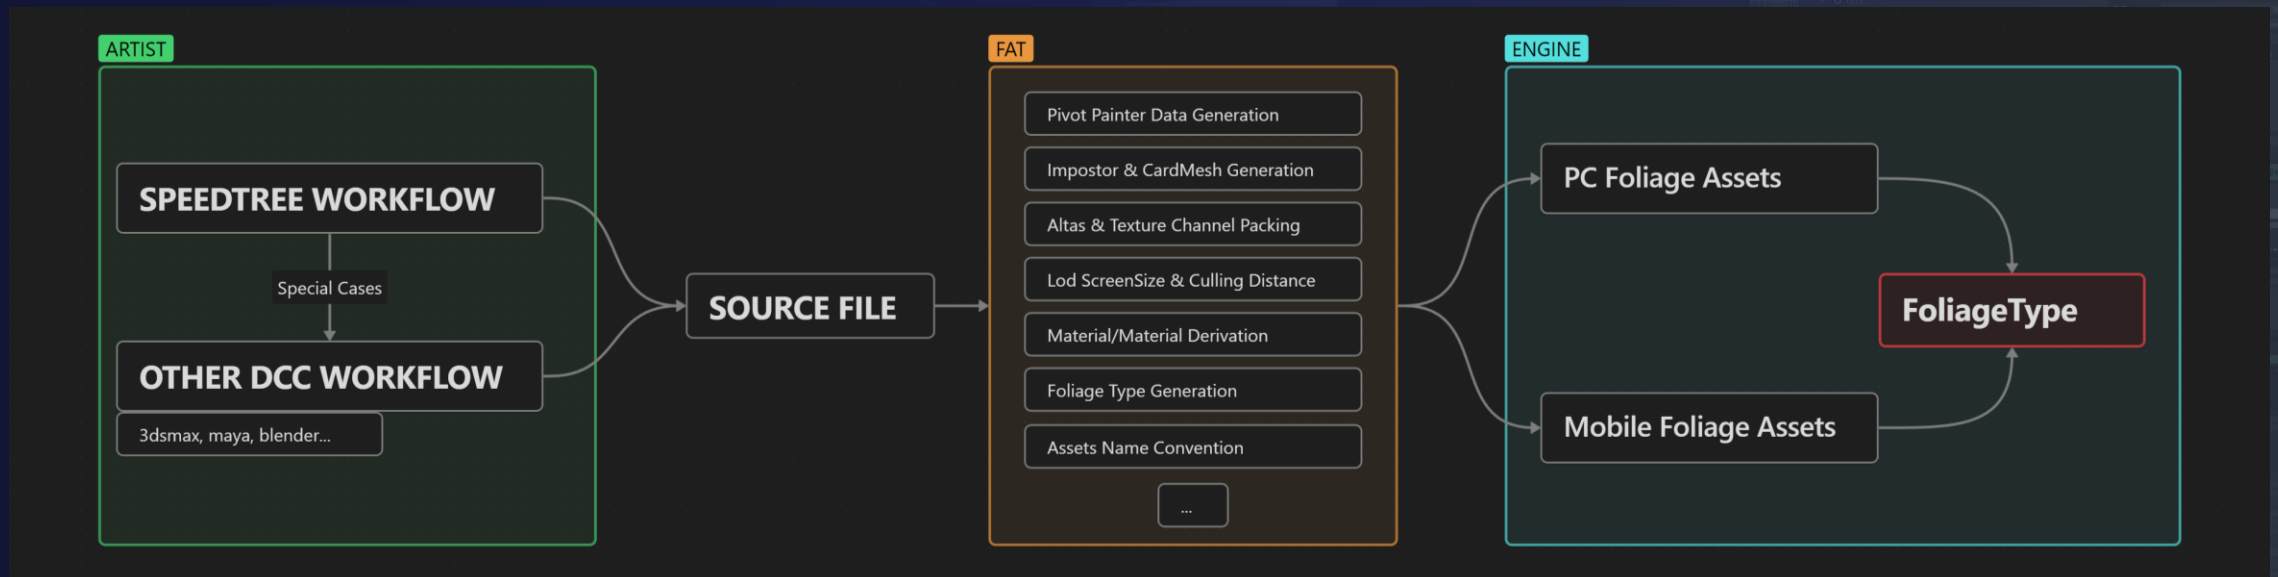 ARTIST
SPEEDTREE WORKFLOW
Special Cases
OTHER DCC WORKFLOW
3dsmax, maya, blender...
SOURCE FILE
FAT
Pivot Painter Data Generation
Impostor & CardMesh Generation
Altas & Texture Channel Packing
Lod ScreenSize & Culling Distance
Material/Material Derivation
Foliage Type Generation
Assets Name Convention
...
ENGINE
PC Foliage Assets
FoliageType
Mobile Foliage Assets